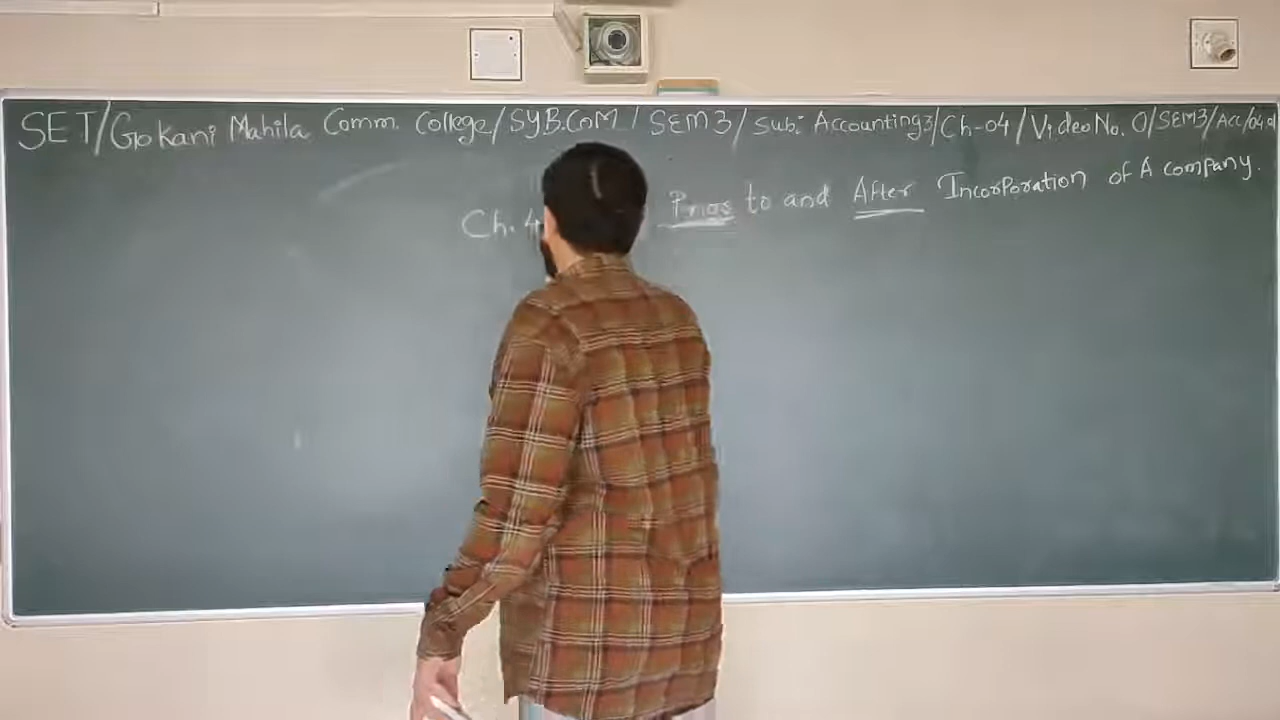 SET/Gokani Mahila Comm. College/SYB.COM/SEM3/Sub: Accounting3/Ch-04/Video No. 01/SEM3/Acc/04.01
Ch. 4 Prior to and After Incorporation of A company.